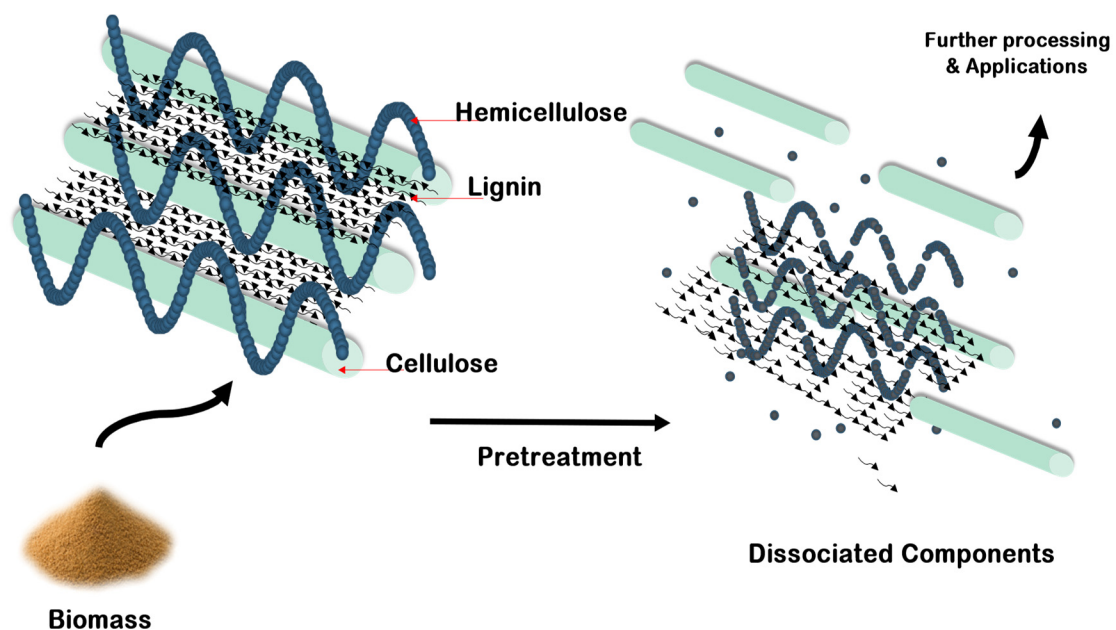 Further processing
& Applications
Hemicellulose
Lignin
Cellulose
Pretreatment
Dissociated Components
Biomass